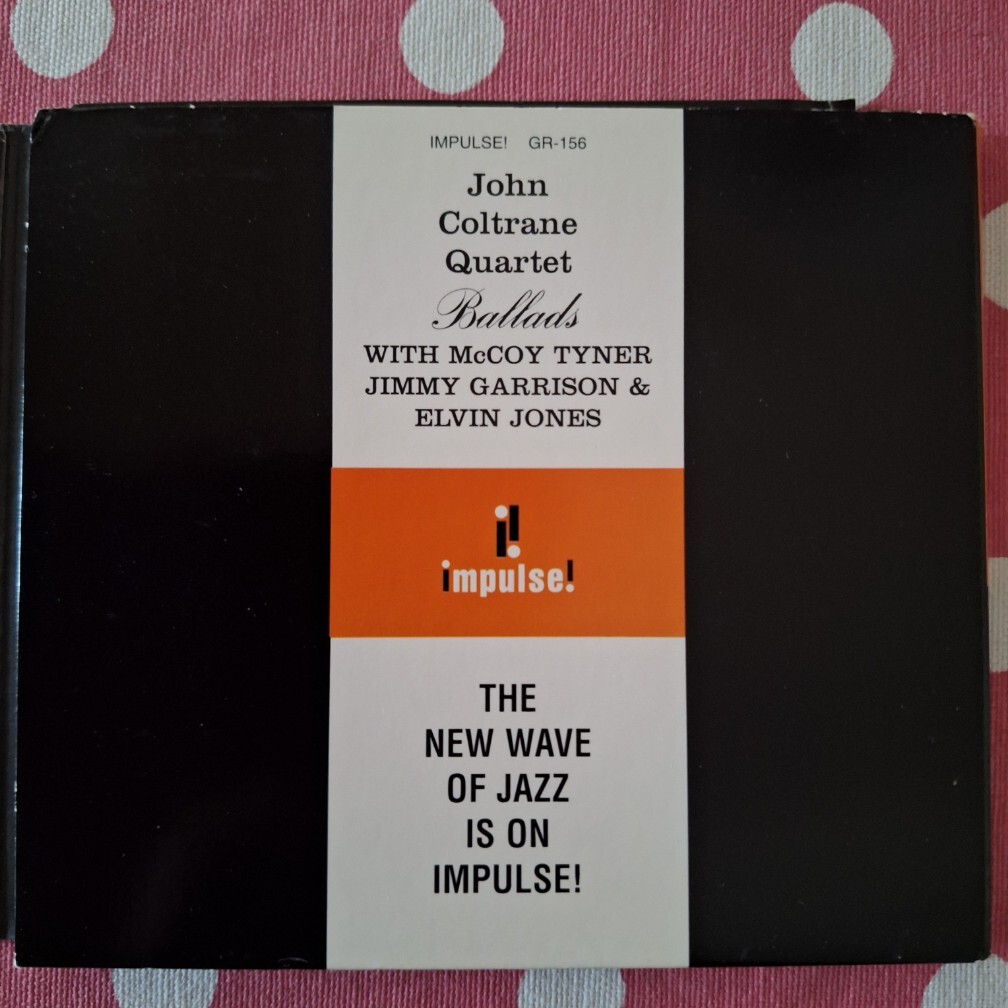 IMPULSE! GR-156
John
Coltrane
Quartet
Ballads
WITH McCOY TYNER
JIMMY GARRISON &
ELVIN JONES
i!
impulse!
THE
NEW WAVE
OF JAZZ
IS ON
IMPULSE!